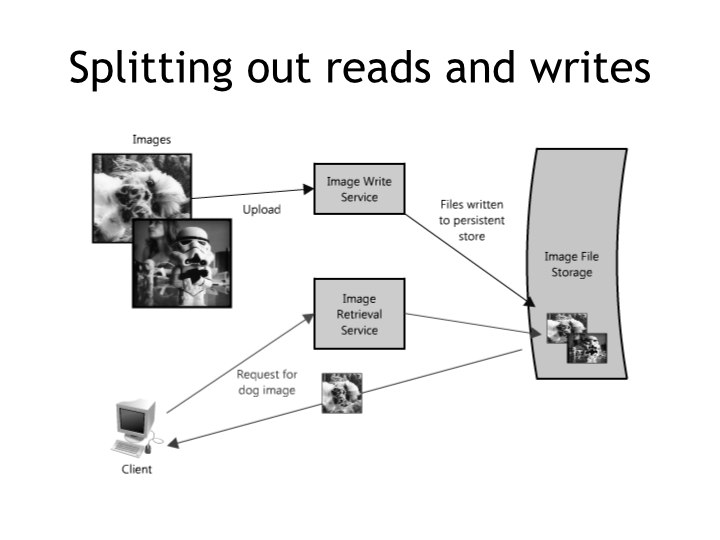 Splitting out reads and writes
Images
Upload
Image Write
Service
Files written
to persistent
store
Image File
Storage
Image
Retrieval
Service
Request for
dog image
Client